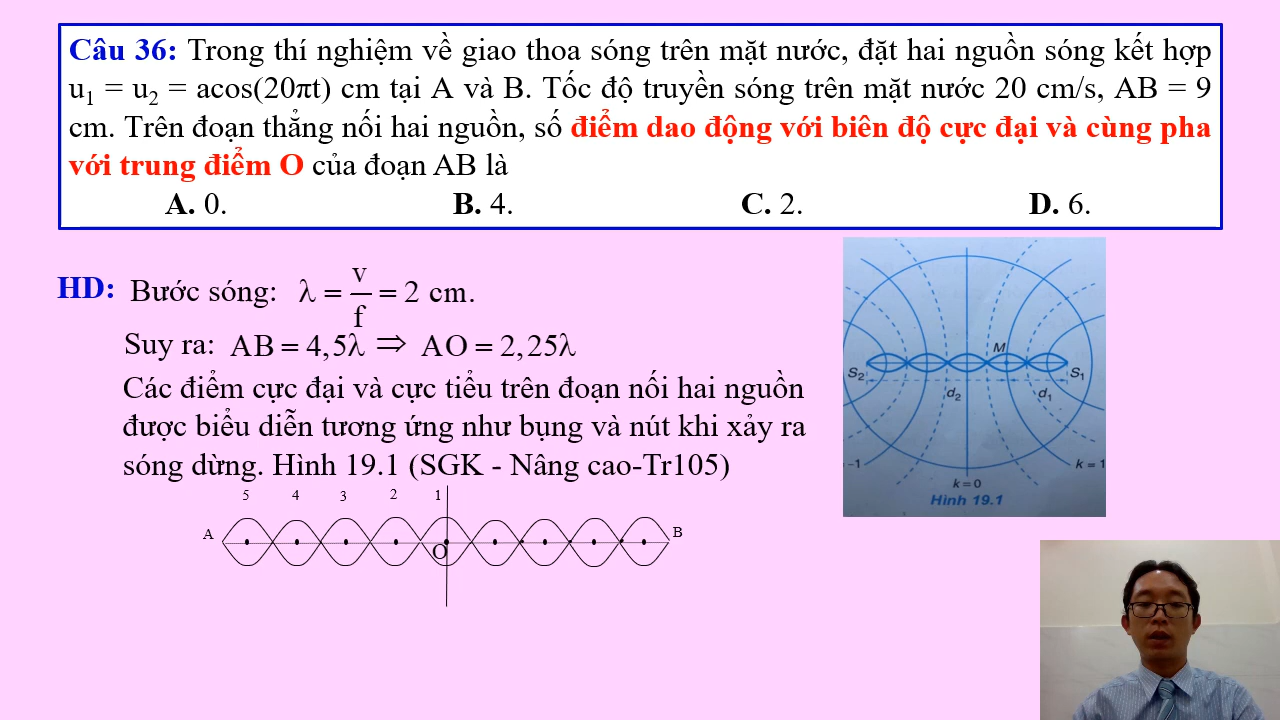 Câu 36: Trong thí nghiệm về giao thoa sóng trên mặt nước, đặt hai nguồn sóng kết hợp
u₁ = u₂ = acos(20πt) cm tại A và B. Tốc độ truyền sóng trên mặt nước 20 cm/s, AB = 9
cm. Trên đoạn thẳng nối hai nguồn, số điểm dao động với biên độ cực đại và cùng pha
với trung điểm O của đoạn AB là
A. 0. B. 4. C. 2. D. 6.
HD: Bước sóng: λ = v/f = 2 cm.
Suy ra: AB = 4,5λ ⇒ AO = 2,25λ
Các điểm cực đại và cực tiểu trên đoạn nối hai nguồn
được biểu diễn tương ứng như bụng và nút khi xảy ra
sóng dừng. Hình 19.1 (SGK - Nâng cao-Tr105)
5 4 3 2 1
A O B
M
S₂ S₁
d₂ d₁
-1 k = 1
k = 0
Hình 19.1